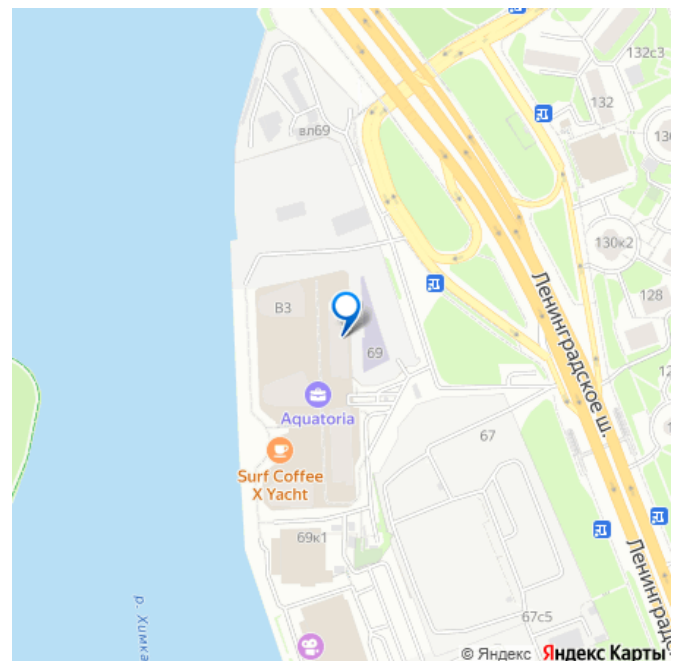 132с3
132
вл69
130к2
128
Ленинградское ш.
В3
69
Aquatoria
67
Surf Coffee
X Yacht
69к1
67с5
р. Химка
© Яндекс Яндекс Карты